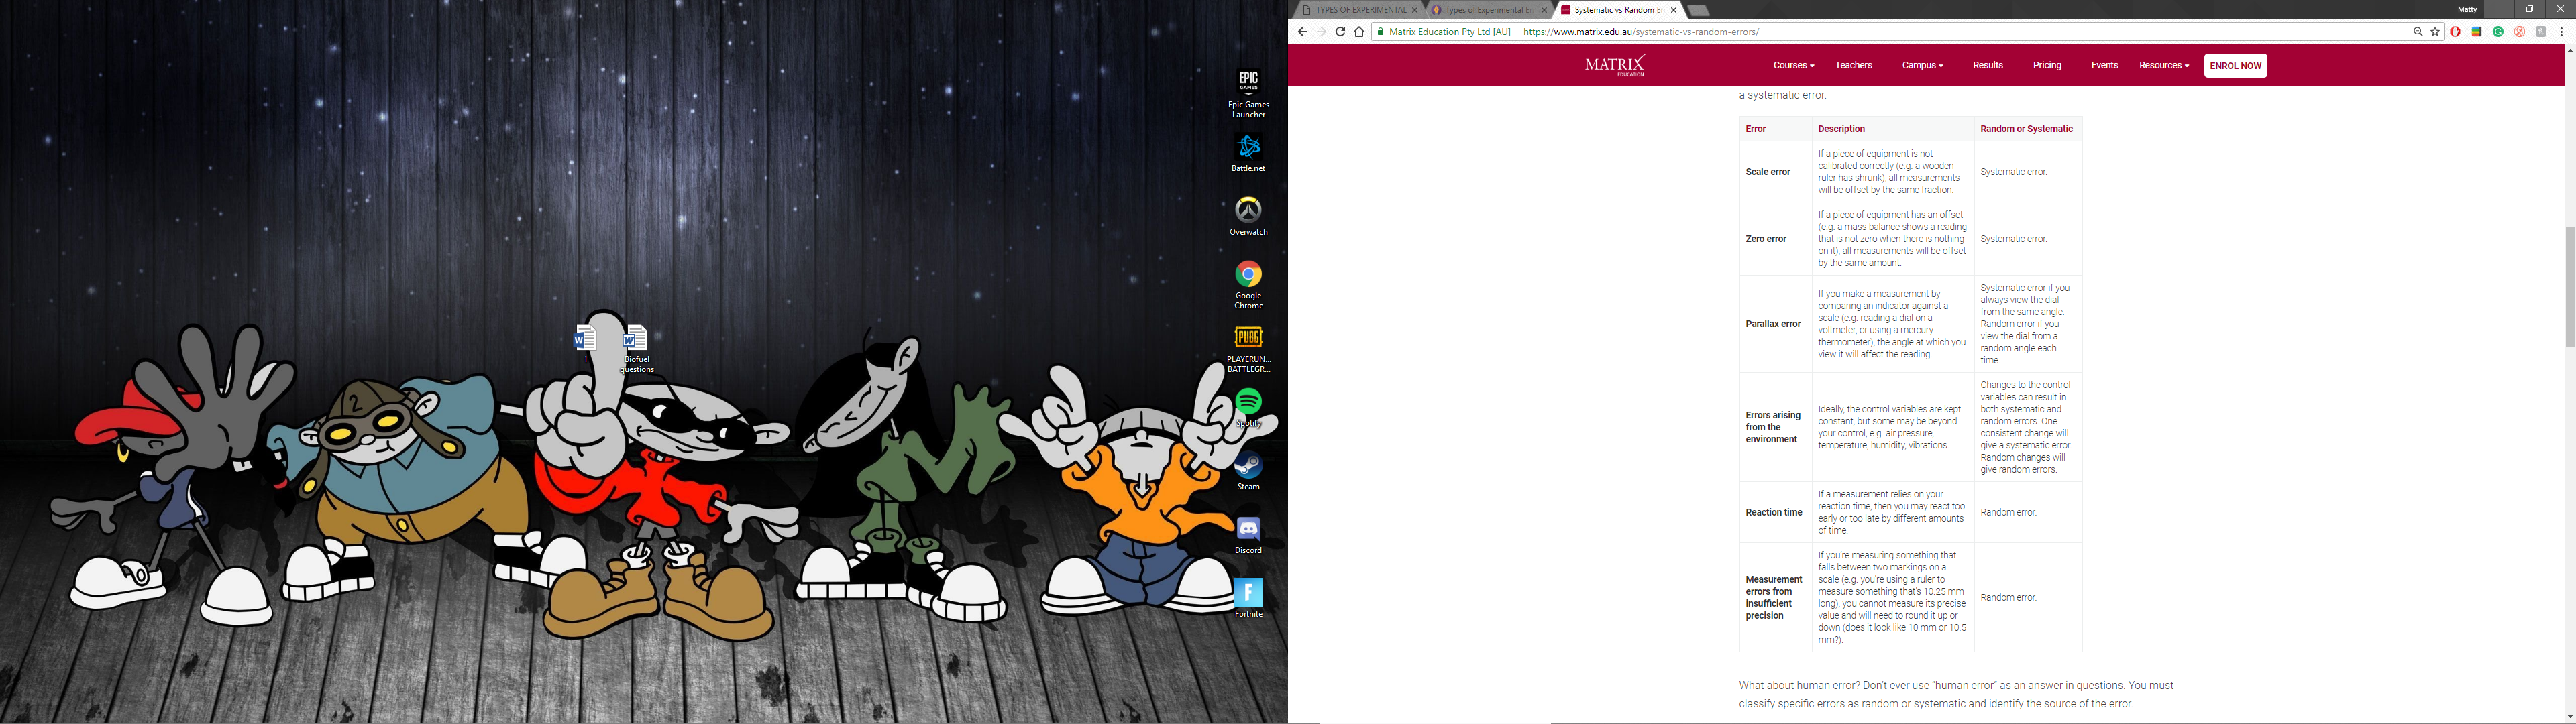 EPIC
GAMES
Epic Games
Launcher
Battle.net
Overwatch
Google
Chrome
PUBG
PLAYERUN...
BATTLEGR...
Spotify
Steam
Discord
F
Fortnite
W
1
W
Biofuel
questions
2
TYPES OF EXPERIMENTAL
Types of Experimental E
Systematic vs Random E
Matty
Matrix Education Pty Ltd [AU]
https://www.matrix.edu.au/systematic-vs-random-errors/
MATRIX
EDUCATION
Courses
Teachers
Campus
Results
Pricing
Events
Resources
ENROL NOW
a systematic error.
Error
Description
Random or Systematic
Scale error
If a piece of equipment is not
calibrated correctly (e.g. a wooden
ruler has shrunk), all measurements
will be offset by the same fraction.
Systematic error.
Zero error
If a piece of equipment has an offset
(e.g. a mass balance shows a reading
that is not zero when there is nothing
on it), all measurements will be offset
by the same amount.
Systematic error.
Parallax error
If you make a measurement by
comparing an indicator against a
scale (e.g. reading a dial on a
voltmeter, or using a mercury
thermometer), the angle at which you
view it will affect the reading.
Systematic error if you
always view the dial
from the same angle.
Random error if you
view the dial from a
random angle each
time.
Errors arising
from the
environment
Ideally, the control variables are kept
constant, but some may be beyond
your control, e.g. air pressure,
temperature, humidity, vibrations.
Changes to the control
variables can result in
both systematic and
random errors. One
consistent change will
give a systematic error.
Random changes will
give random errors.
Reaction time
If a measurement relies on your
reaction time, then you may react too
early or too late by different amounts
of time.
Random error.
Measurement
errors from
insufficient
precision
If you're measuring something that
falls between two markings on a
scale (e.g. you're using a ruler to
measure something that's 10.25 mm
long), you cannot measure its precise
value and will need to round it up or
down (does it look like 10 mm or 10.5
mm?).
Random error.
What about human error? Don't ever use "human error" as an answer in questions. You must
classify specific errors as random or systematic and identify the source of the error.